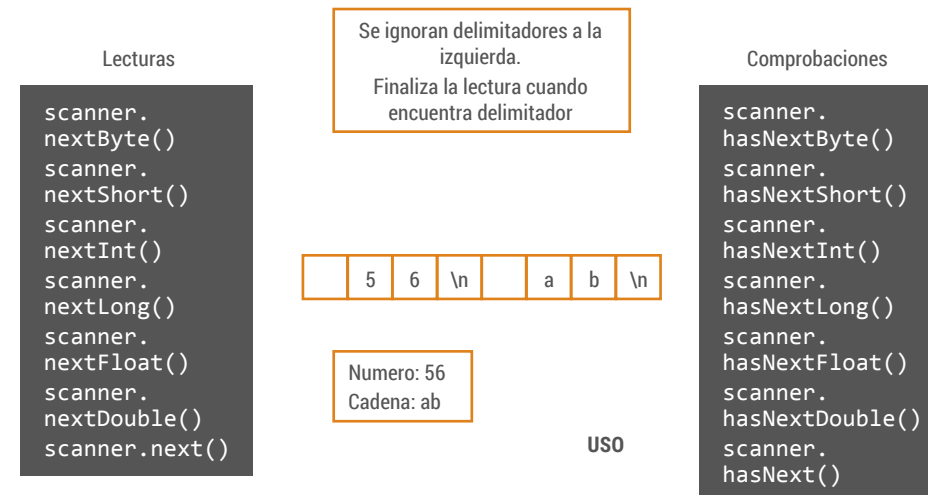 Lecturas
scanner.
nextByte()
scanner.
nextShort()
scanner.
nextInt()
scanner.
nextLong()
scanner.
nextFloat()
scanner.
nextDouble()
scanner.next()
Se ignoran delimitadores a la
izquierda.
Finaliza la lectura cuando
encuentra delimitador
5 6 \n a b \n
Numero: 56
Cadena: ab
USO
Comprobaciones
scanner.
hasNextByte()
scanner.
hasNextShort()
scanner.
hasNextInt()
scanner.
hasNextLong()
scanner.
hasNextFloat()
scanner.
hasNextDouble()
scanner.
hasNext()